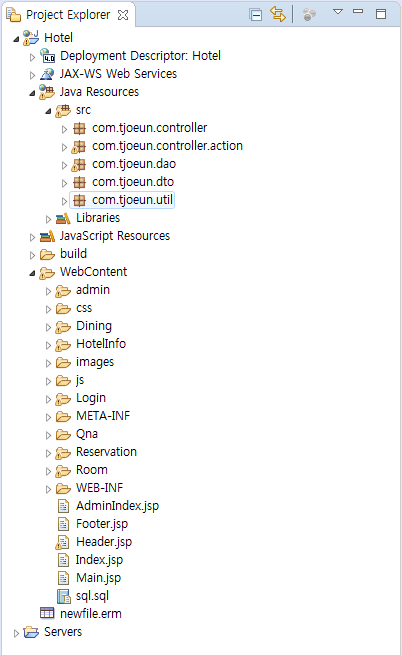 Project Explorer
Hotel
4.0 Deployment Descriptor: Hotel
JAX-WS Web Services
Java Resources
src
com.tjoeun.controller
com.tjoeun.controller.action
com.tjoeun.dao
com.tjoeun.dto
com.tjoeun.util
Libraries
JavaScript Resources
build
WebContent
admin
css
Dining
HotelInfo
images
js
Login
META-INF
Qna
Reservation
Room
WEB-INF
AdminIndex.jsp
Footer.jsp
Header.jsp
Index.jsp
Main.jsp
sql.sql
newfile.erm
Servers